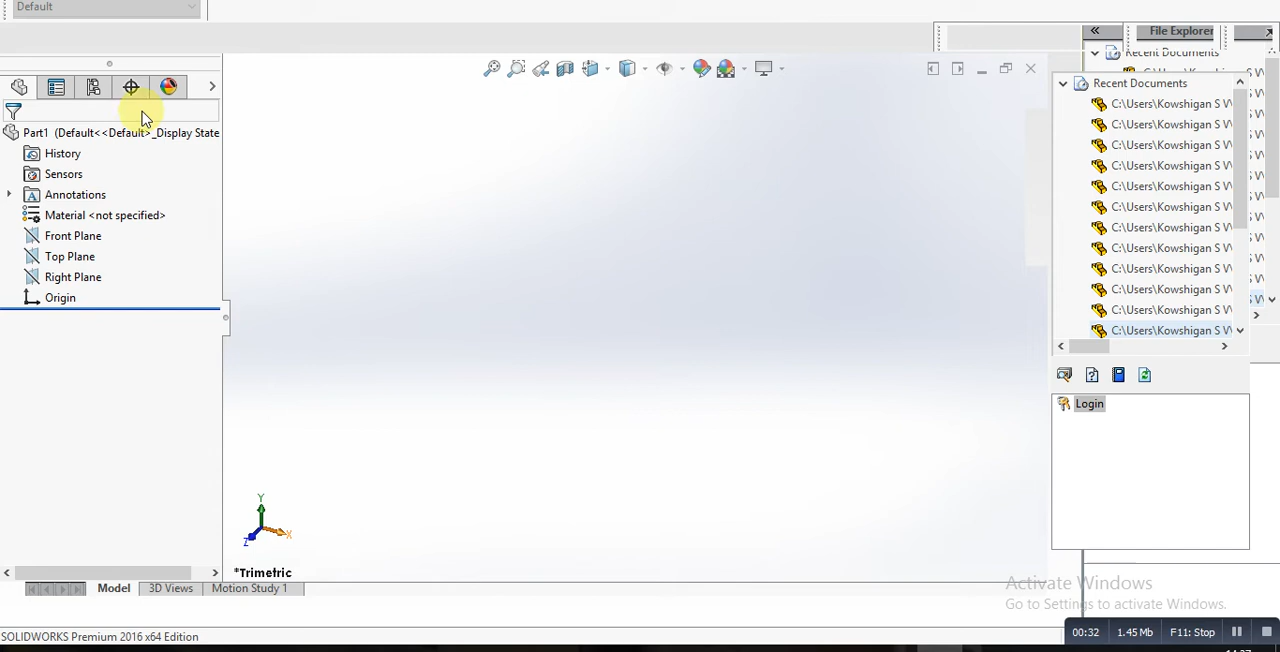 Default
File Explorer
Recent Documents
Recent Documents
Part1 (Default<<Default>_Display State
History
Sensors
Annotations
Material <not specified>
Front Plane
Top Plane
Right Plane
Origin
C:\Users\Kowshigan S V
C:\Users\Kowshigan S V
C:\Users\Kowshigan S V
C:\Users\Kowshigan S V
C:\Users\Kowshigan S V
C:\Users\Kowshigan S V
C:\Users\Kowshigan S V
C:\Users\Kowshigan S V
C:\Users\Kowshigan S V
C:\Users\Kowshigan S V
C:\Users\Kowshigan S V
C:\Users\Kowshigan S V
Login
Y
X
Z
*Trimetric
Model
3D Views
Motion Study 1
Activate Windows
Go to Settings to activate Windows.
SOLIDWORKS Premium 2016 x64 Edition
00:32
1.45 Mb
F11: Stop